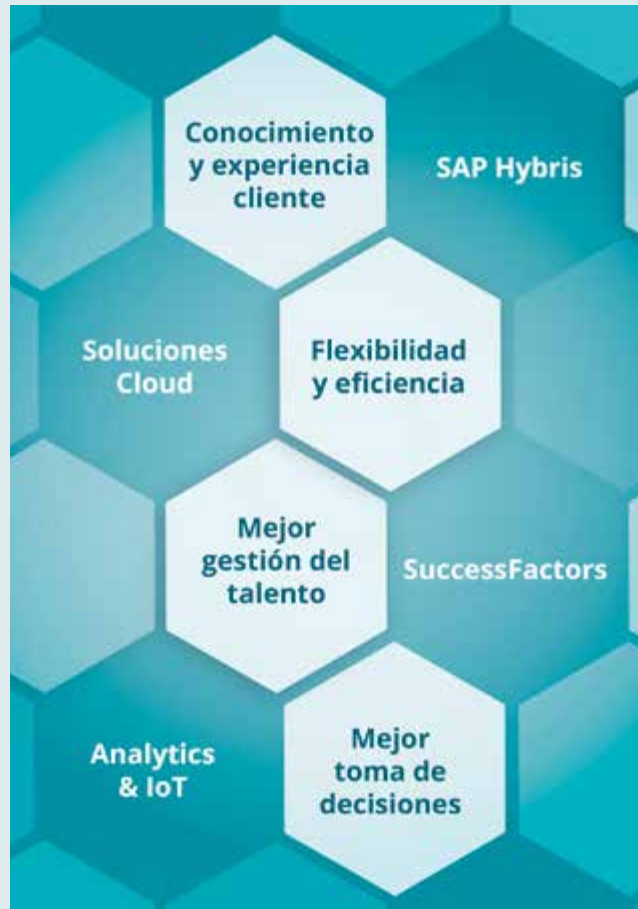 Conocimiento
y experiencia
cliente
SAP Hybris
Soluciones
Cloud
Flexibilidad
y eficiencia
Mejor
gestión del
talento
SuccessFactors
Analytics
& IoT
Mejor
toma de
decisiones